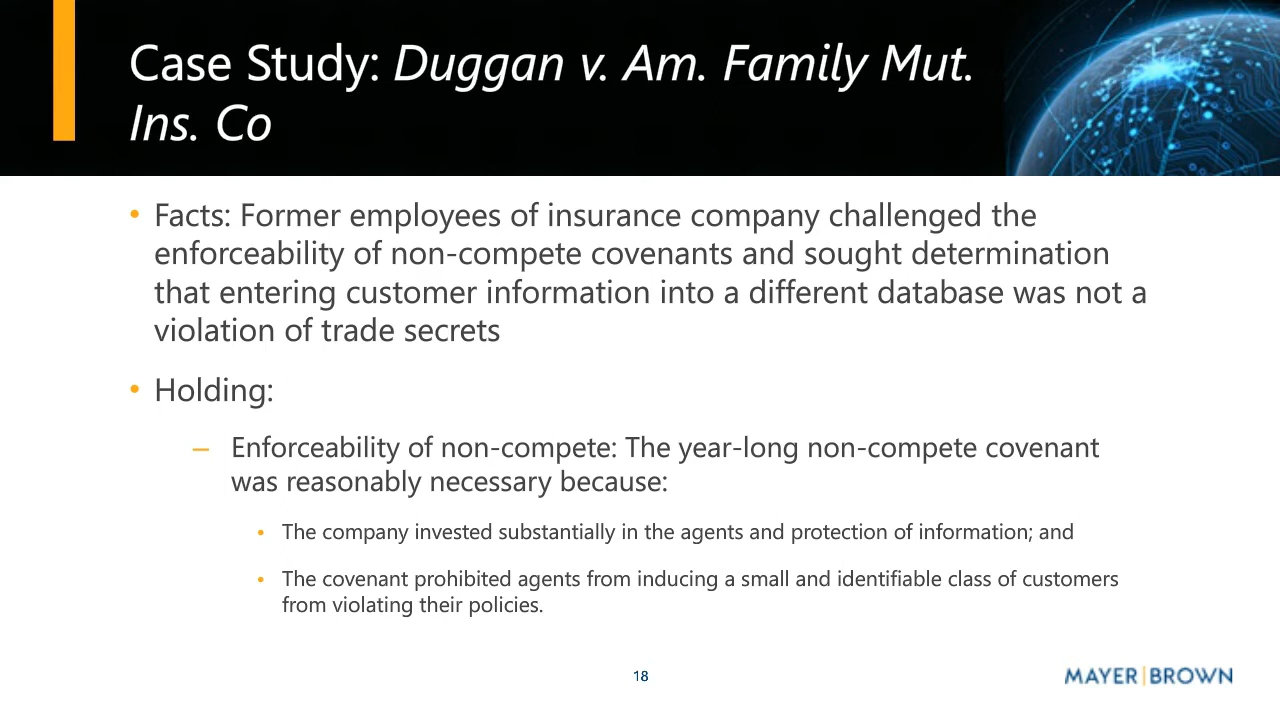 Case Study: Duggan v. Am. Family Mut.
Ins. Co
• Facts: Former employees of insurance company challenged the
enforceability of non-compete covenants and sought determination
that entering customer information into a different database was not a
violation of trade secrets
• Holding:
– Enforceability of non-compete: The year-long non-compete covenant
was reasonably necessary because:
• The company invested substantially in the agents and protection of information; and
• The covenant prohibited agents from inducing a small and identifiable class of customers
from violating their policies.
18
MAYER|BROWN